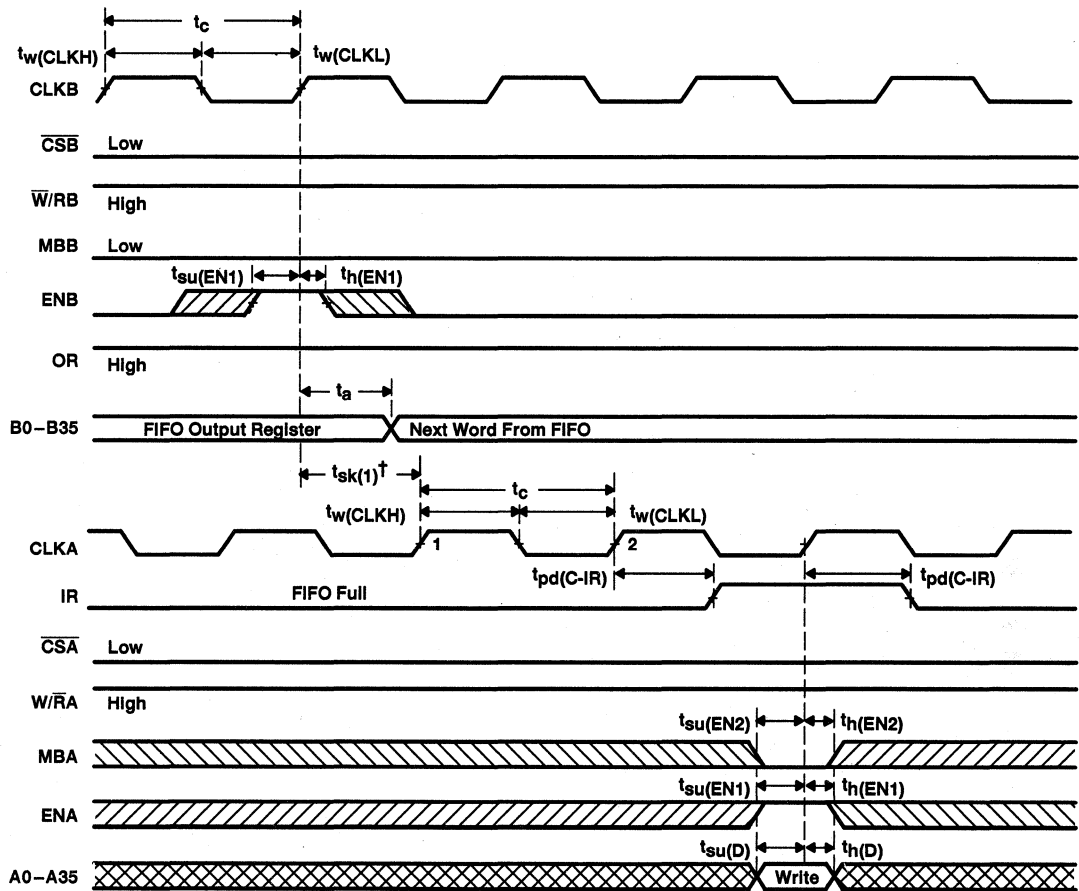 tc
tw(CLKH)
tw(CLKL)
CLKB
CSB
Low
W/RB
High
MBB
Low
tsu(EN1)
th(EN1)
ENB
OR
High
ta
B0–B35
FIFO Output Register
Next Word From FIFO
tsk(1)†
tc
tw(CLKH)
tw(CLKL)
CLKA
1
2
tpd(C-IR)
tpd(C-IR)
IR
FIFO Full
CSA
Low
W/RA
High
tsu(EN2)
th(EN2)
MBA
tsu(EN1)
th(EN1)
ENA
tsu(D)
th(D)
A0–A35
Write